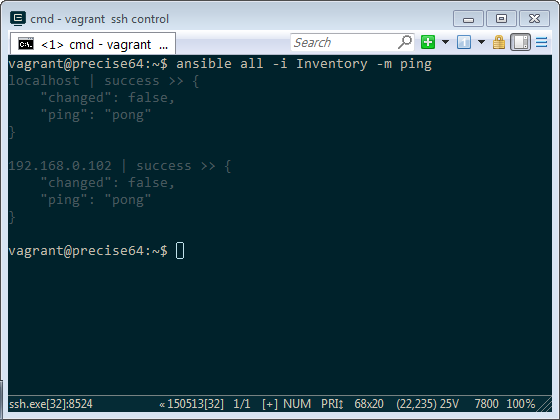 cmd - vagrant ssh control
<1> cmd - vagrant ...
Search
vagrant@precise64:~$ ansible all -i Inventory -m ping
localhost | success >> {
    "changed": false,
    "ping": "pong"
}
192.168.0.102 | success >> {
    "changed": false,
    "ping": "pong"
}
vagrant@precise64:~$
ssh.exe[32]:8524 « 150513[32] 1/1 [+] NUM PRI↕ 68x20 (22,235) 25V 7800 100%